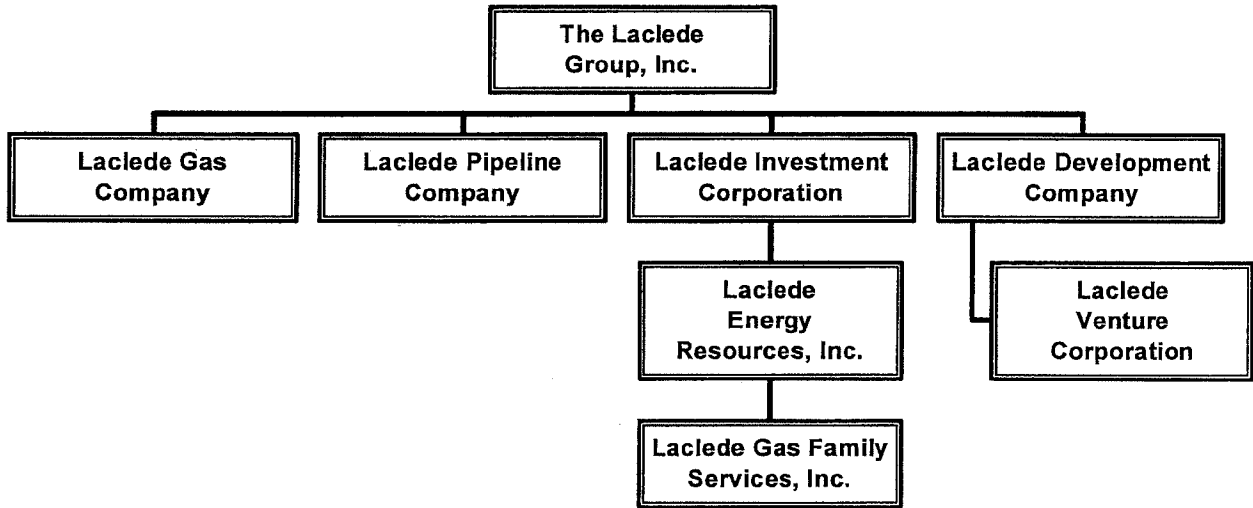 The Laclede
Group, Inc.
Laclede Gas
Company
Laclede Pipeline
Company
Laclede Investment
Corporation
Laclede Development
Company
Laclede
Energy
Resources, Inc.
Laclede
Venture
Corporation
Laclede Gas Family
Services, Inc.